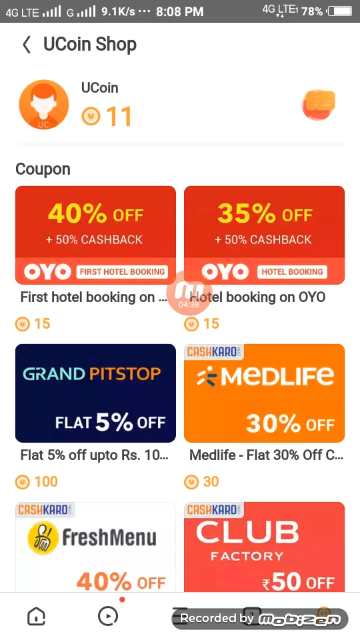 4G LTE G 9.1K/s ··· 8:08 PM 4G LTE 78%
UCoin Shop
UCoin
11
UC
Coupon
40% OFF
+ 50% CASHBACK
OYO FIRST HOTEL BOOKING
35% OFF
+ 50% CASHBACK
OYO HOTEL BOOKING
04:38
First hotel booking on ...
Hotel booking on OYO
15
15
GRAND PITSTOP
FLAT 5% OFF
CASHKARO
MEDLIFE
30% OFF
Flat 5% off upto Rs. 10...
Medlife - Flat 30% Off C...
100
30
CASHKARO
FreshMenu
40% OFF
CASHKARO
CLUB
FACTORY
₹50 OFF
Recorded by Mobizen